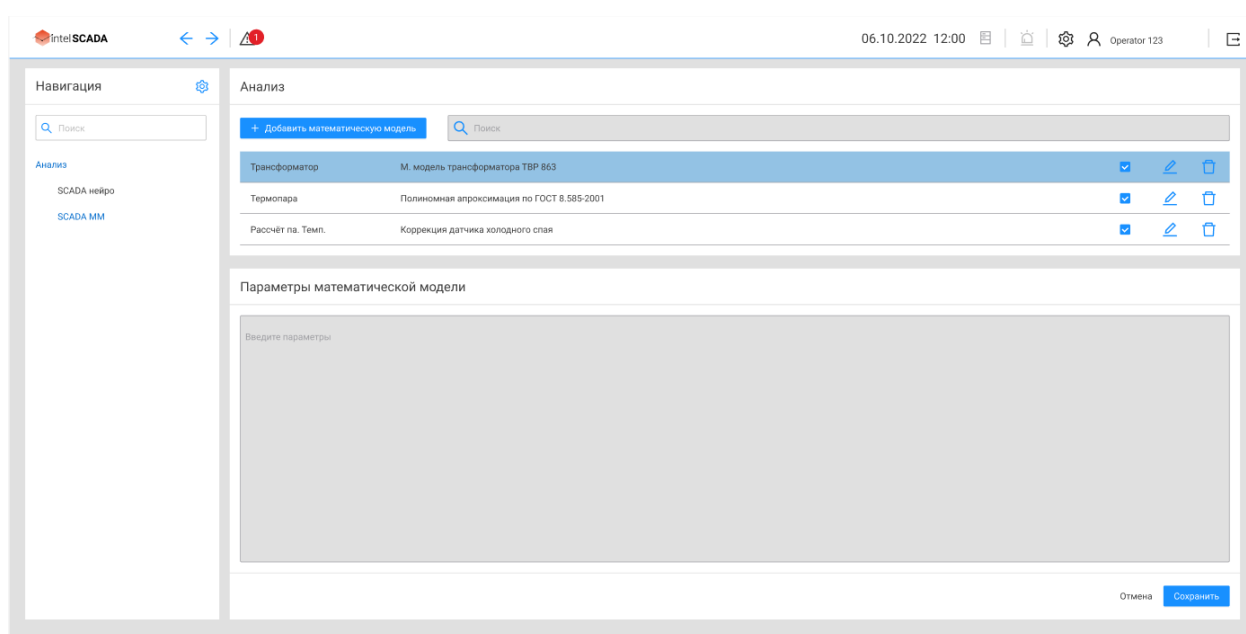 intel SCADA
1
06.10.2022 12:00
Operator 123
Навигация
Поиск
Анализ
SCADA нейро
SCADA ММ
Анализ
+ Добавить математическую модель
Поиск
Трансформатор М. модель трансформатора ТВР 863
Термопара Полиномная апроксимация по ГОСТ 8.585-2001
Рассчёт па. Темп. Коррекция датчика холодного спая
Параметры математической модели
Введите параметры
Отмена
Сохранить